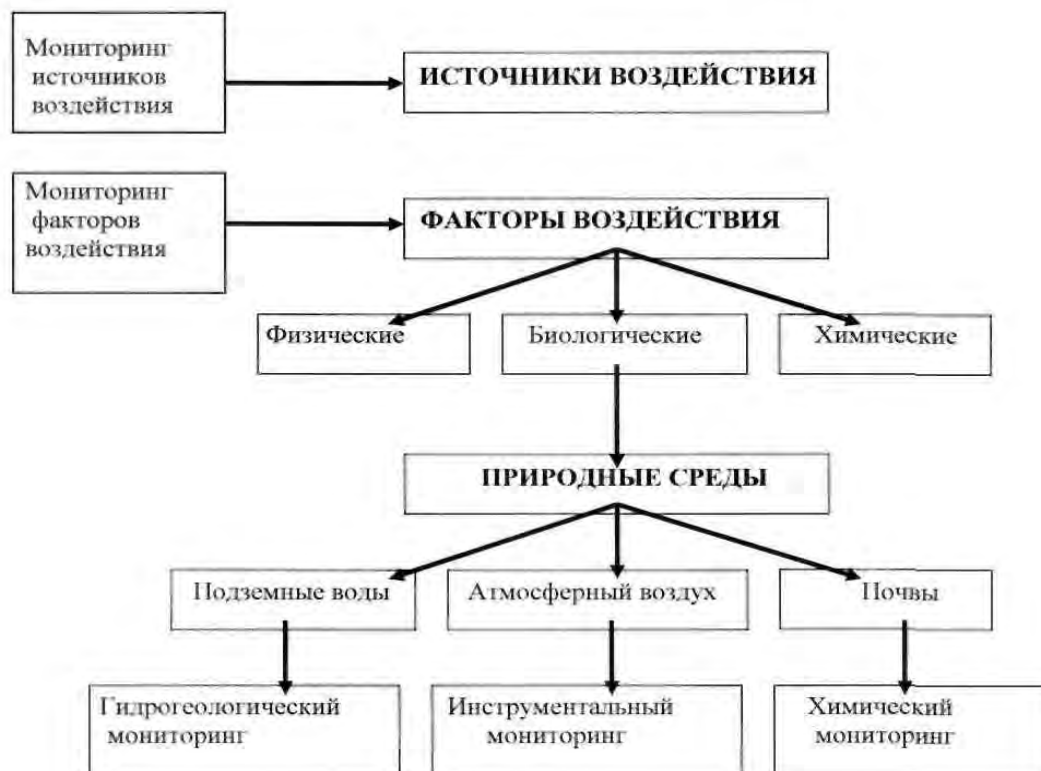 Мониторинг
источников
воздействия
ИСТОЧНИКИ ВОЗДЕЙСТВИЯ
Мониторинг
факторов
воздействия
ФАКТОРЫ ВОЗДЕЙСТВИЯ
Физические
Биологические
Химические
ПРИРОДНЫЕ СРЕДЫ
Подземные воды
Атмосферный воздух
Почвы
Гидрогеологический
мониторинг
Инструментальный
мониторинг
Химический
мониторинг